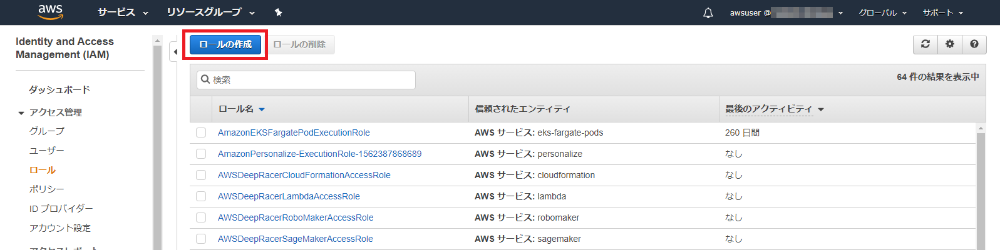 aws サービス リソースグループ awsuser @ グローバル サポート
Identity and Access
Management (IAM)
ダッシュボード
アクセス管理
グループ
ユーザー
ロール
ポリシー
ID プロバイダー
アカウント設定
ロールの作成 ロールの削除
検索 64 件の結果を表示中
ロール名 信頼されたエンティティ 最後のアクティビティ
AmazonEKSFargatePodExecutionRole AWS サービス: eks-fargate-pods 260 日間
AmazonPersonalize-ExecutionRole-1562387868689 AWS サービス: personalize なし
AWSDeepRacerCloudFormationAccessRole AWS サービス: cloudformation なし
AWSDeepRacerLambdaAccessRole AWS サービス: lambda なし
AWSDeepRacerRoboMakerAccessRole AWS サービス: robomaker なし
AWSDeepRacerSageMakerAccessRole AWS サービス: sagemaker なし